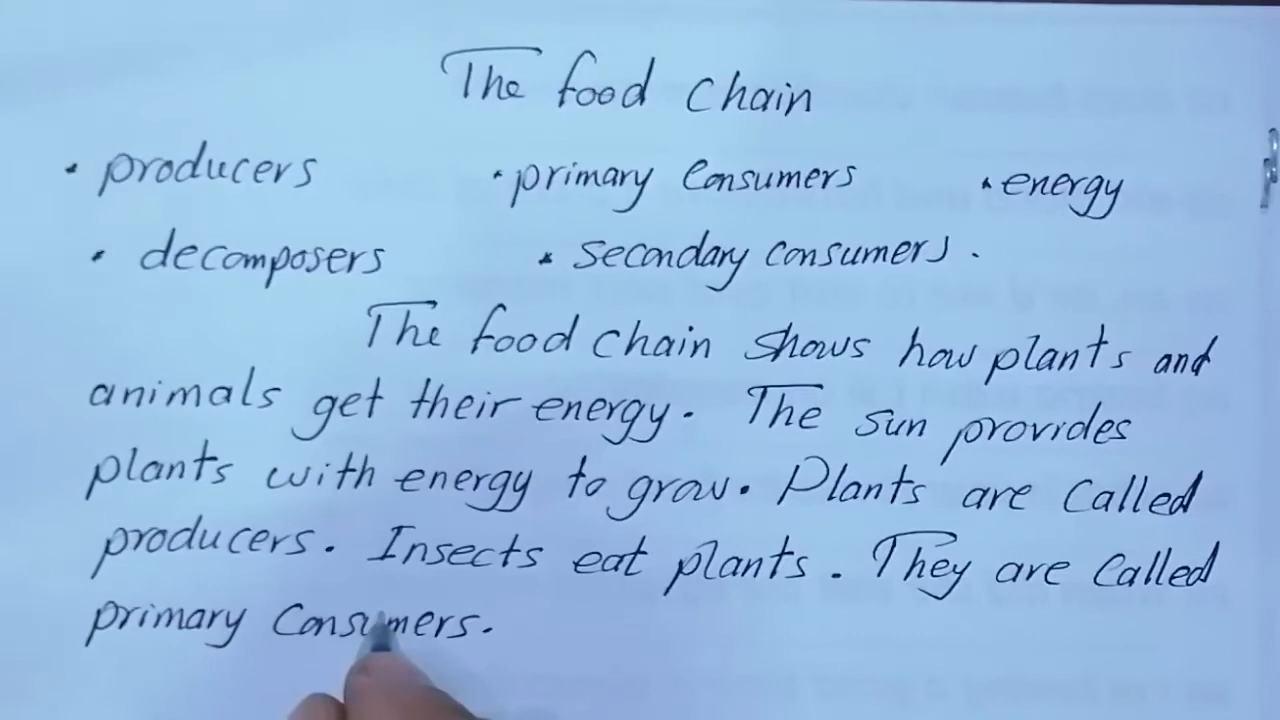 The food chain
• producers • primary consumers • energy
• decomposers • secondary consumers.
The food chain shows how plants and
animals get their energy. The sun provides
plants with energy to grow. Plants are called
producers. Insects eat plants. They are called
primary consumers.